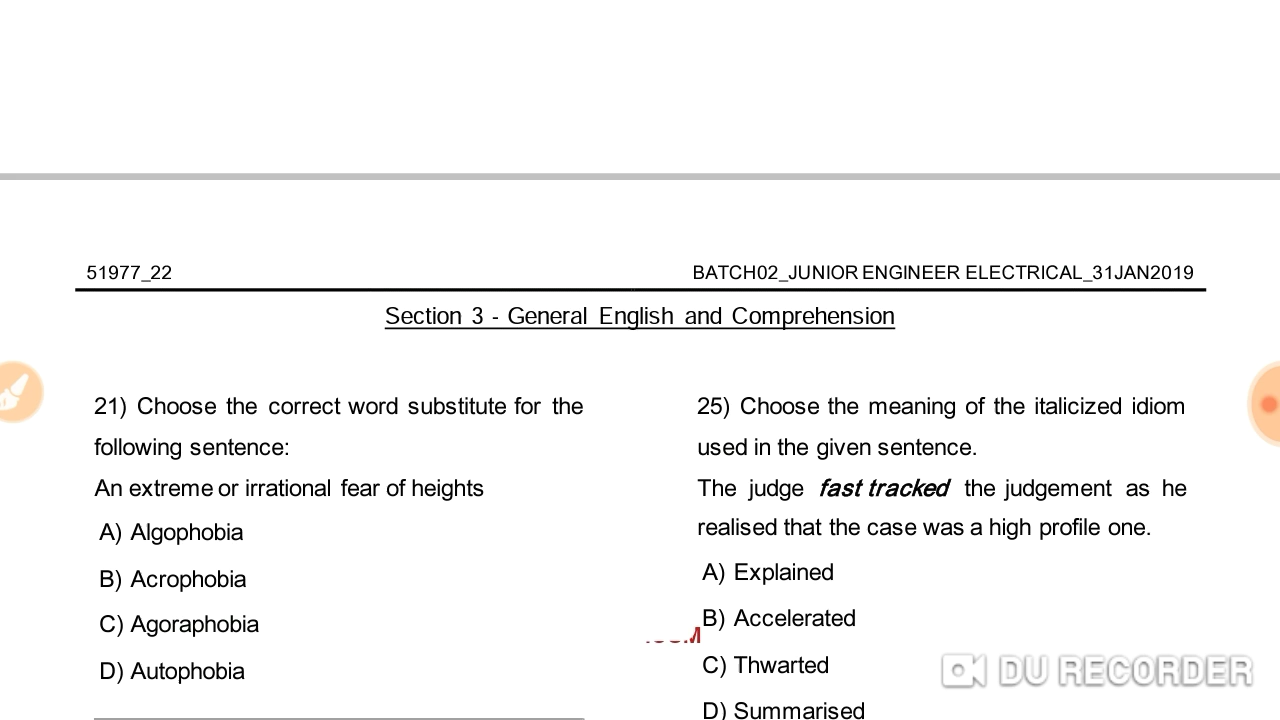 51977_22
BATCH02_JUNIOR ENGINEER ELECTRICAL_31JAN2019
Section 3 - General English and Comprehension
21) Choose the correct word substitute for the
following sentence:
An extreme or irrational fear of heights
A) Algophobia
B) Acrophobia
C) Agoraphobia
D) Autophobia
25) Choose the meaning of the italicized idiom
used in the given sentence.
The judge fast tracked the judgement as he
realised that the case was a high profile one.
A) Explained
B) Accelerated
C) Thwarted
D) Summarised
DU RECORDER